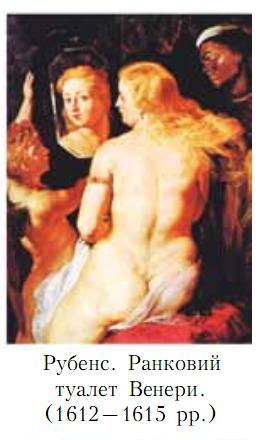 Рубенс. Ранковий
туалет Венери.
(1612—1615 рр.)